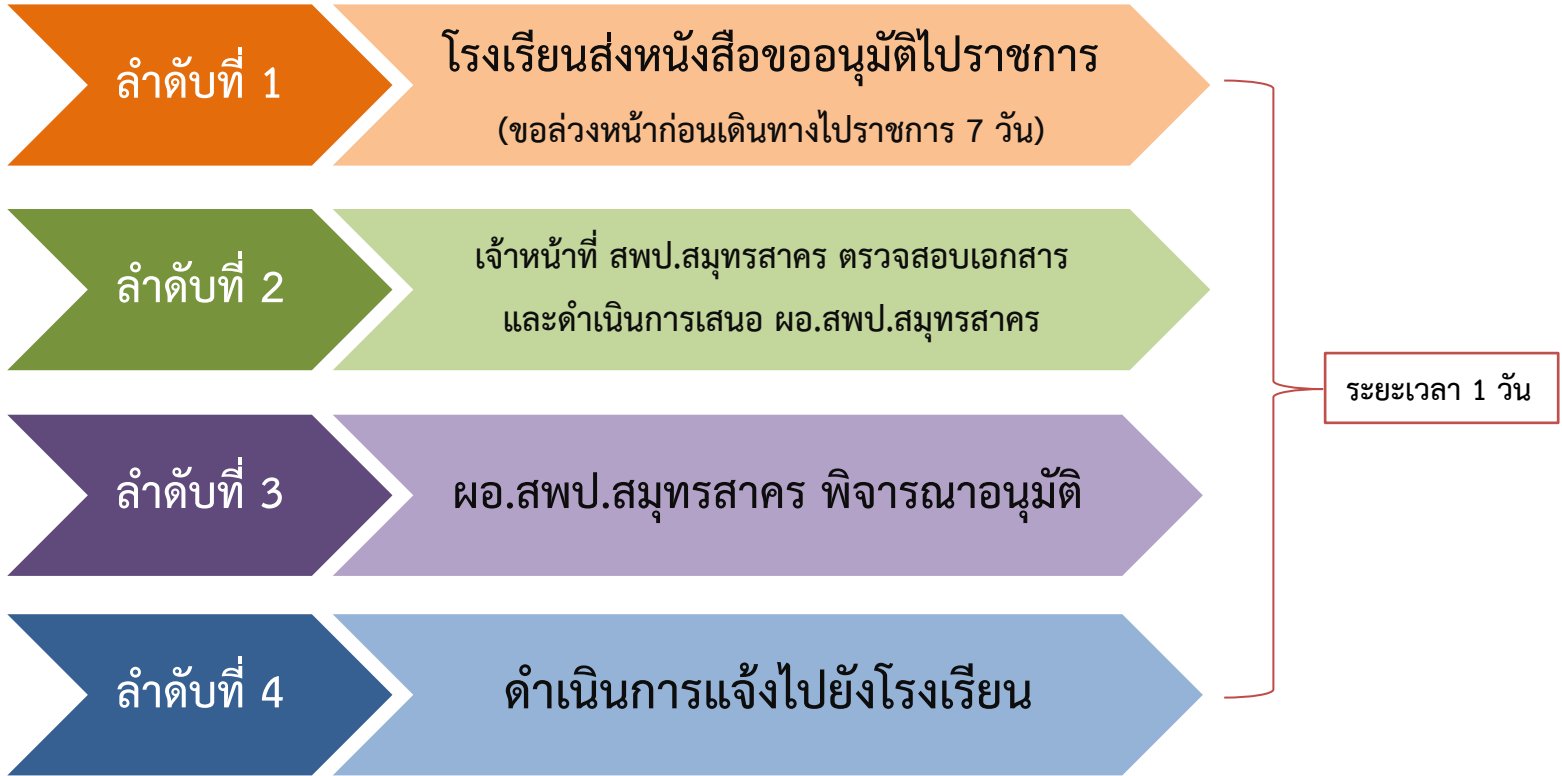 ลำดับที่ 1
โรงเรียนส่งหนังสือขออนุมัติไปราชการ
(ขอล่วงหน้าก่อนเดินทางไปราชการ 7 วัน)
ลำดับที่ 2
เจ้าหน้าที่ สพป.สมุทรสาคร ตรวจสอบเอกสาร
และดำเนินการเสนอ ผอ.สพป.สมุทรสาคร
ระยะเวลา 1 วัน
ลำดับที่ 3
ผอ.สพป.สมุทรสาคร พิจารณาอนุมัติ
ลำดับที่ 4
ดำเนินการแจ้งไปยังโรงเรียน